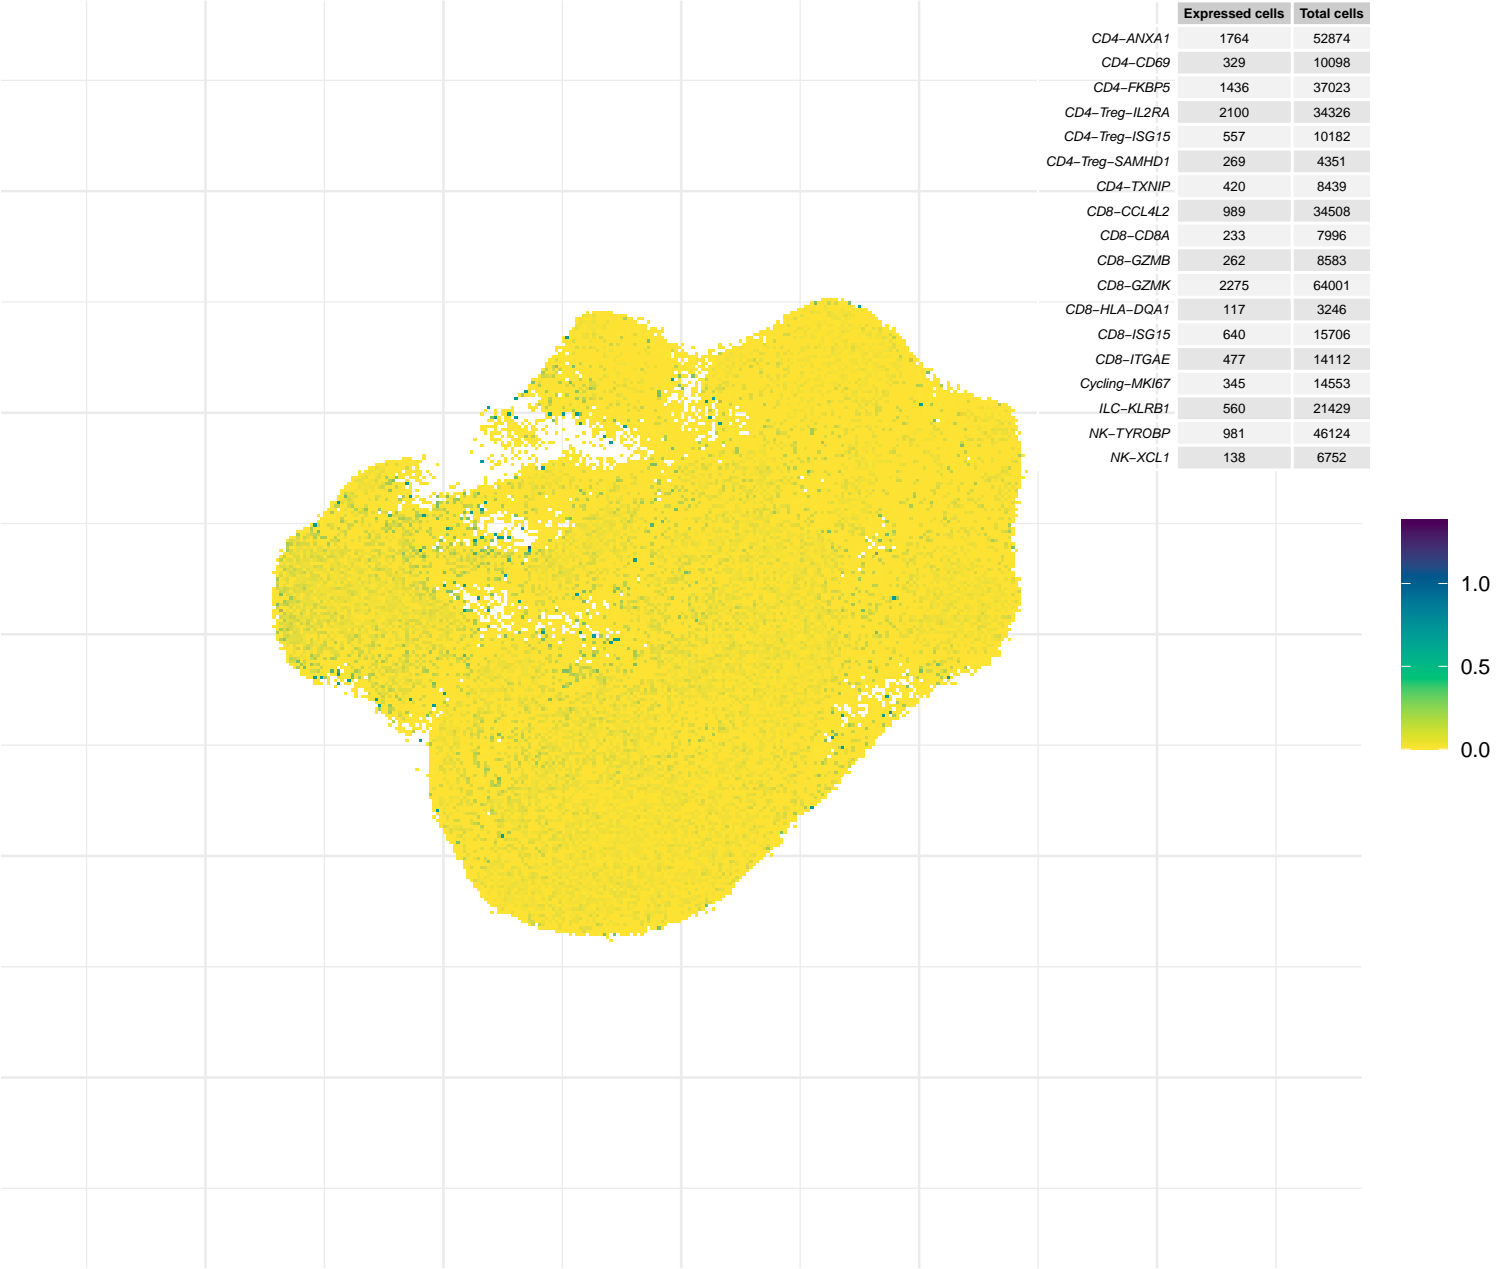 Expressed cells Total cells
CD4−ANXA1 1764 52874
CD4−CD69 329 10098
CD4−FKBP5 1436 37023
CD4−Treg−IL2RA 2100 34326
CD4−Treg−ISG15 557 10182
CD4−Treg−SAMHD1 269 4351
CD4−TXNIP 420 8439
CD8−CCL4L2 989 34508
CD8−CD8A 233 7996
CD8−GZMB 262 8583
CD8−GZMK 2275 64001
CD8−HLA−DQA1 117 3246
CD8−ISG15 640 15706
CD8−ITGAE 477 14112
Cycling−MKI67 345 14553
ILC−KLRB1 560 21429
NK−TYROBP 981 46124
NK−XCL1 138 6752
1.0
0.5
0.0